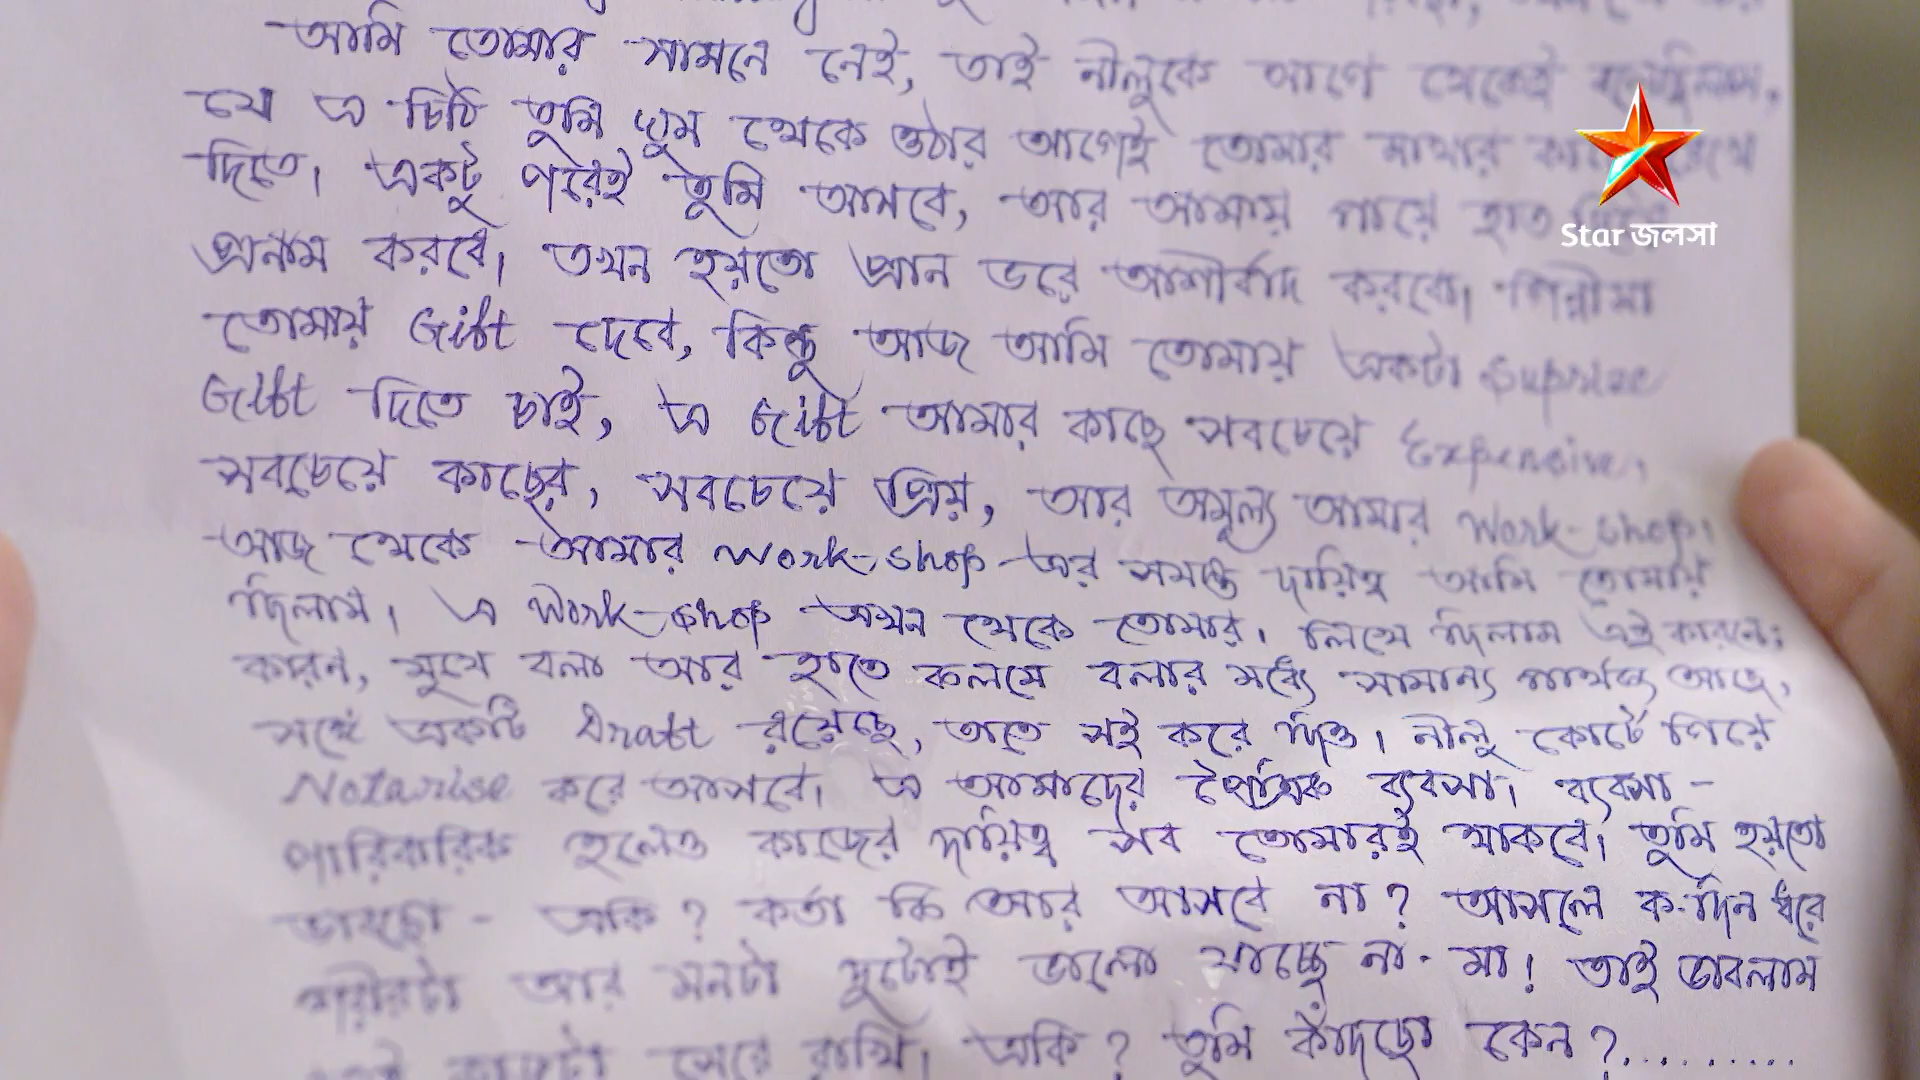 আমি তোমার সামনে নেই, তাই নীলুকে আগে থেকেই বলেছিলাম,
যে এ চিঠি তুমি ঘুম থেকে ওঠার আগেই তোমার মাথার
দিতে। একটু পরেই তুমি আসবে, আর আমায় পায়ে হাত
প্রনাম করবে। তখন হয়তো প্রান ভরে আশীর্বাদ করবো। গিন্নীমা
তোমায় Gift দেবে, কিন্তু আজ আমি তোমায় একটা Suprise
Gift দিতে চাই, এ Gift আমার কাছে সবচেয়ে Expensive,
সবচেয়ে কাছের, সবচেয়ে প্রিয়, আর অমূল্য আমার Work-shop।
আজ থেকে আমার Work-shop এর সমস্ত দায়িত্ব আমি তোমায়
দিলাম। এ Work-shop এখন থেকে তোমার। লিখে দিলাম এই কারনে;
কারন, মুখে বলা আর হাতে কলমে বলার মধ্যে সামান্য পার্থক্য আছে,
সঙ্গে একটি Draft রয়েছে, তাতে সই করে দিও। নীলু কোর্টে গিয়ে
Notarise করে আসবে। এ আমাদের পৈত্রিক ব্যবসা। ব্যবসা -
পারিবারিক হলেও কাজের দায়িত্ব সব তোমারই থাকবে। তুমি হয়তো
ভাবছো - একি? কর্তা কি আর আসবে না? আসলে ক'দিন ধরে
শরীরটা আর মনটা দুটোই ভালো যাচ্ছে না - মা! তাই ভাবলাম
সেরে রাখি। একি? তুমি কাঁদছো কেন?..........
Star জলসা